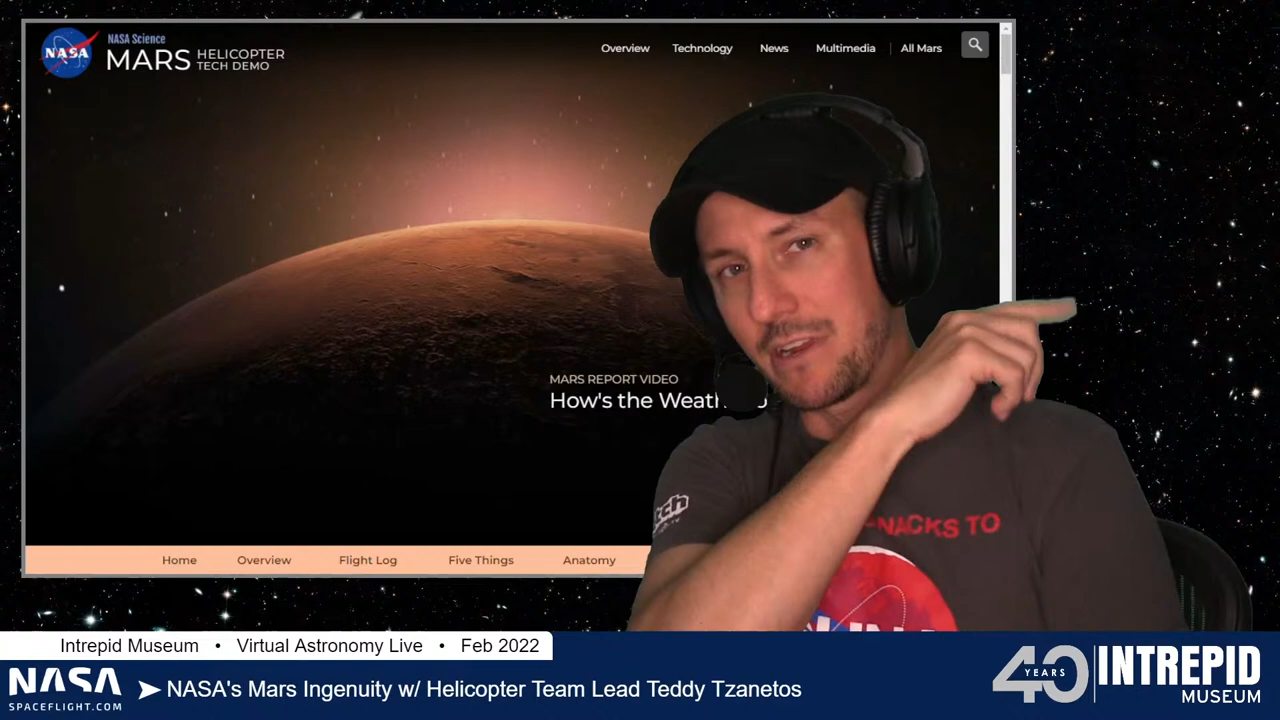 NASA
NASA Science
MARS HELICOPTER TECH DEMO
Overview Technology News Multimedia All Mars
MARS REPORT VIDEO
How's the
Home Overview Flight Log Five Things Anatomy
TO
Intrepid Museum • Virtual Astronomy Live • Feb 2022
NASA
SPACEFLIGHT.COM
NASA's Mars Ingenuity w/ Helicopter Team Lead Teddy Tzanetos
40
YEARS
INTREPID
MUSEUM